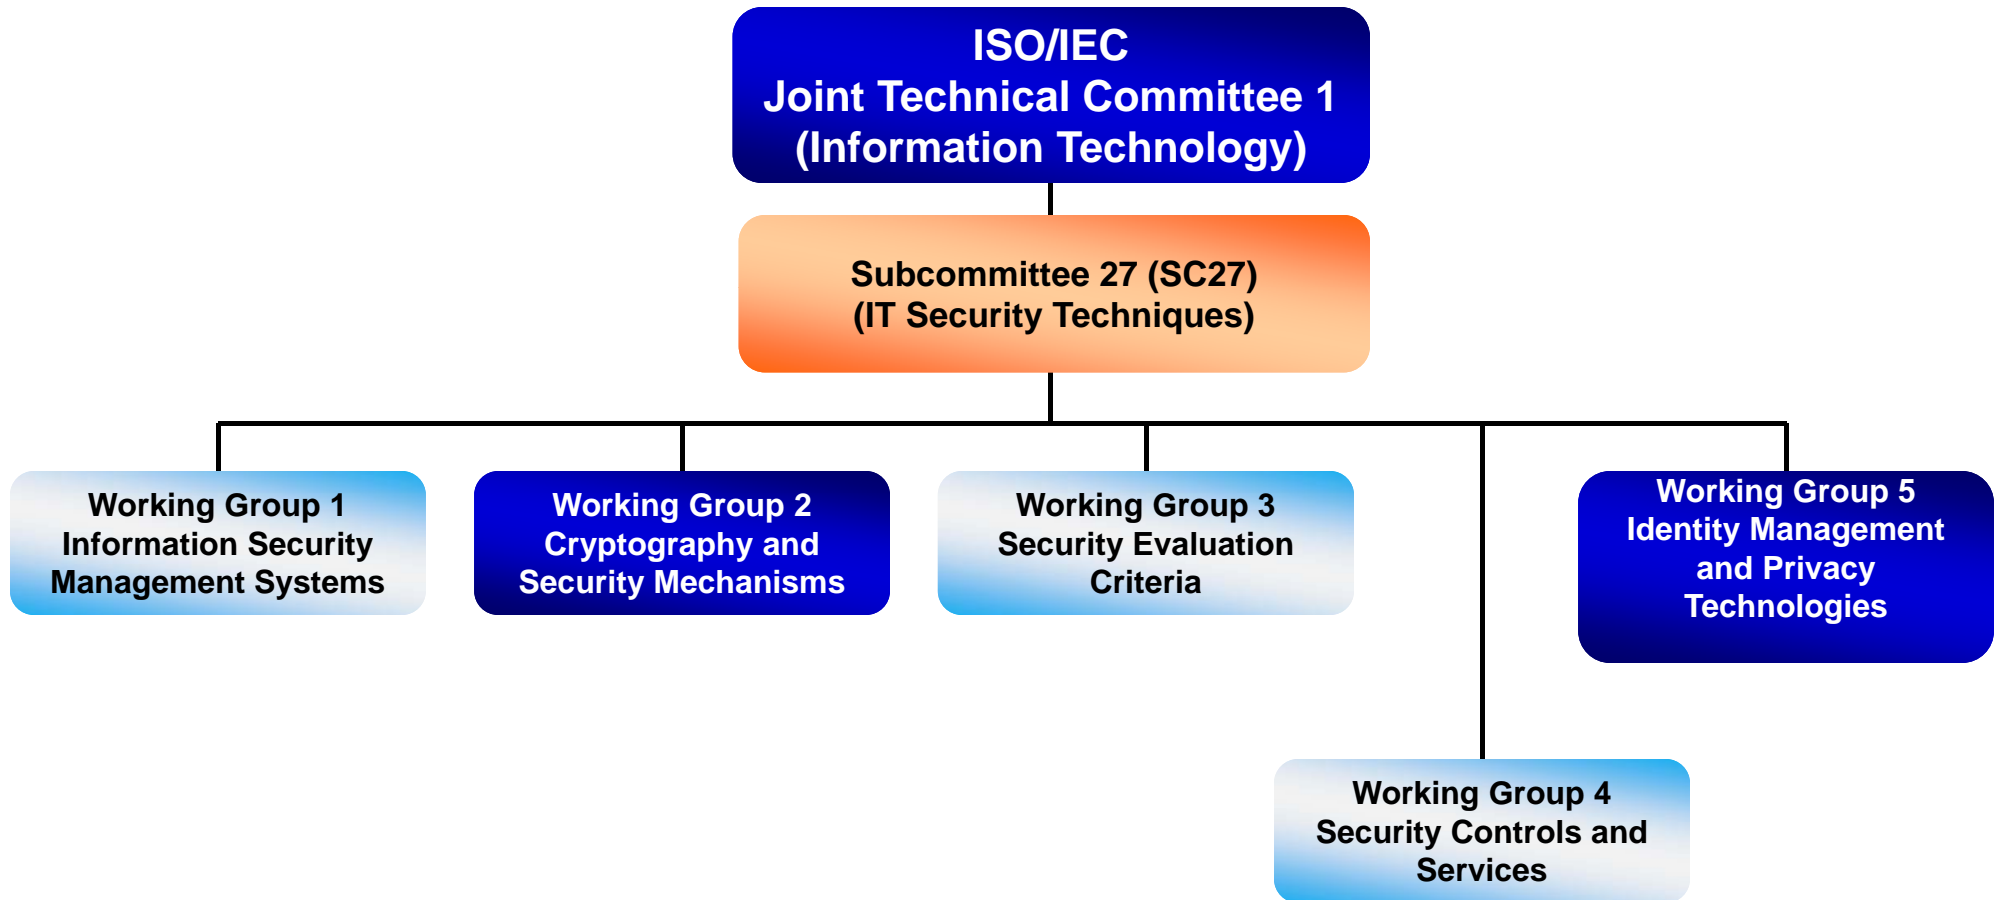 ISO/IEC
Joint Technical Committee 1
(Information Technology)
Subcommittee 27 (SC27)
(IT Security Techniques)
Working Group 1
Information Security
Management Systems
Working Group 2
Cryptography and
Security Mechanisms
Working Group 3
Security Evaluation
Criteria
Working Group 5
Identity Management
and Privacy
Technologies
Working Group 4
Security Controls and
Services